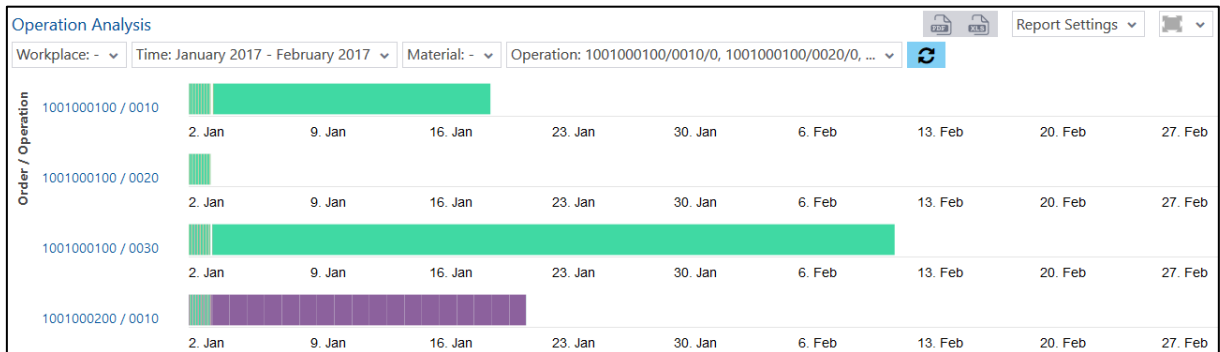 Operation Analysis
PDF XLS Report Settings
Workplace: - Time: January 2017 - February 2017 Material: - Operation: 1001000100/0010/0, 1001000100/0020/0, ...
Order / Operation
1001000100 / 0010
2. Jan 9. Jan 16. Jan 23. Jan 30. Jan 6. Feb 13. Feb 20. Feb 27. Feb
1001000100 / 0020
2. Jan 9. Jan 16. Jan 23. Jan 30. Jan 6. Feb 13. Feb 20. Feb 27. Feb
1001000100 / 0030
2. Jan 9. Jan 16. Jan 23. Jan 30. Jan 6. Feb 13. Feb 20. Feb 27. Feb
1001000200 / 0010
2. Jan 9. Jan 16. Jan 23. Jan 30. Jan 6. Feb 13. Feb 20. Feb 27. Feb